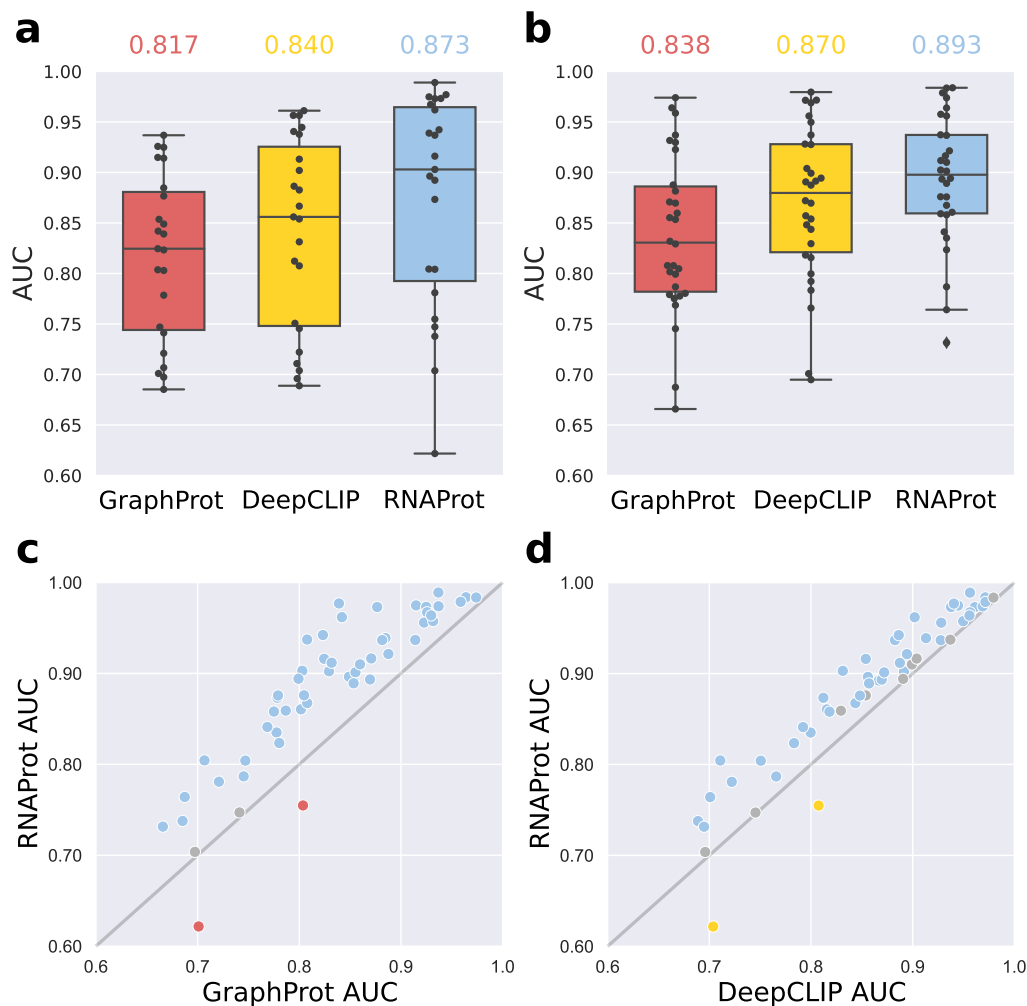 a
b
0.817 0.840 0.873
0.838 0.870 0.893
AUC
1.00
0.95
0.90
0.85
0.80
0.75
0.70
0.65
0.60
GraphProt DeepCLIP RNAProt
AUC
1.00
0.95
0.90
0.85
0.80
0.75
0.70
0.65
0.60
GraphProt DeepCLIP RNAProt
c
RNAProt AUC
1.00
0.90
0.80
0.70
0.60
0.6 0.7 0.8 0.9 1.0
GraphProt AUC
d
RNAProt AUC
1.00
0.90
0.80
0.70
0.60
0.6 0.7 0.8 0.9 1.0
DeepCLIP AUC